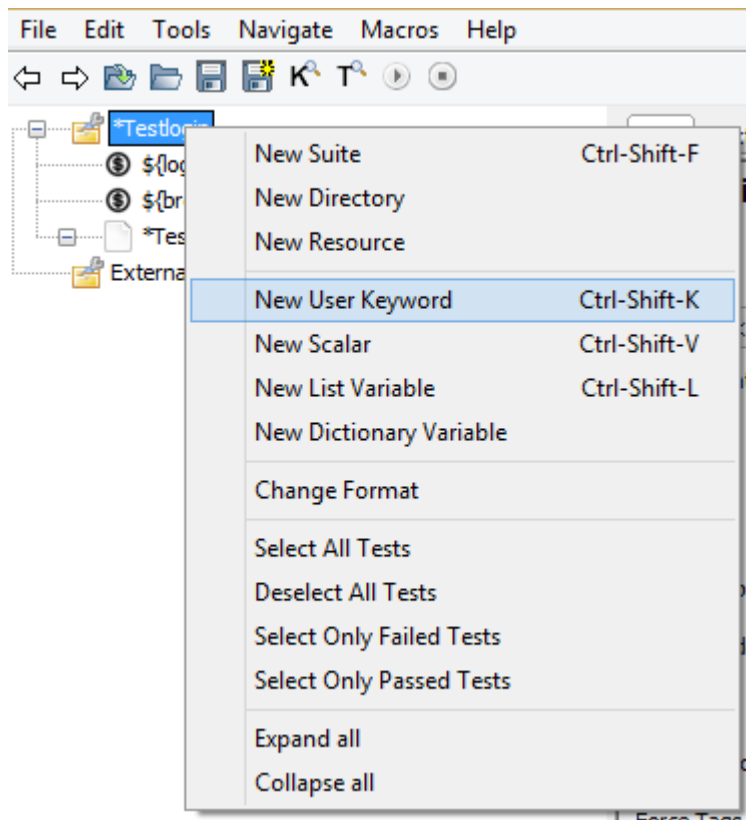 File Edit Tools Navigate Macros Help
*Testlogin
New Suite Ctrl-Shift-F
New Directory
New Resource
New User Keyword Ctrl-Shift-K
New Scalar Ctrl-Shift-V
New List Variable Ctrl-Shift-L
New Dictionary Variable
Change Format
Select All Tests
Deselect All Tests
Select Only Failed Tests
Select Only Passed Tests
Expand all
Collapse all
${log
${br
*Tes
Externa
Force Tags